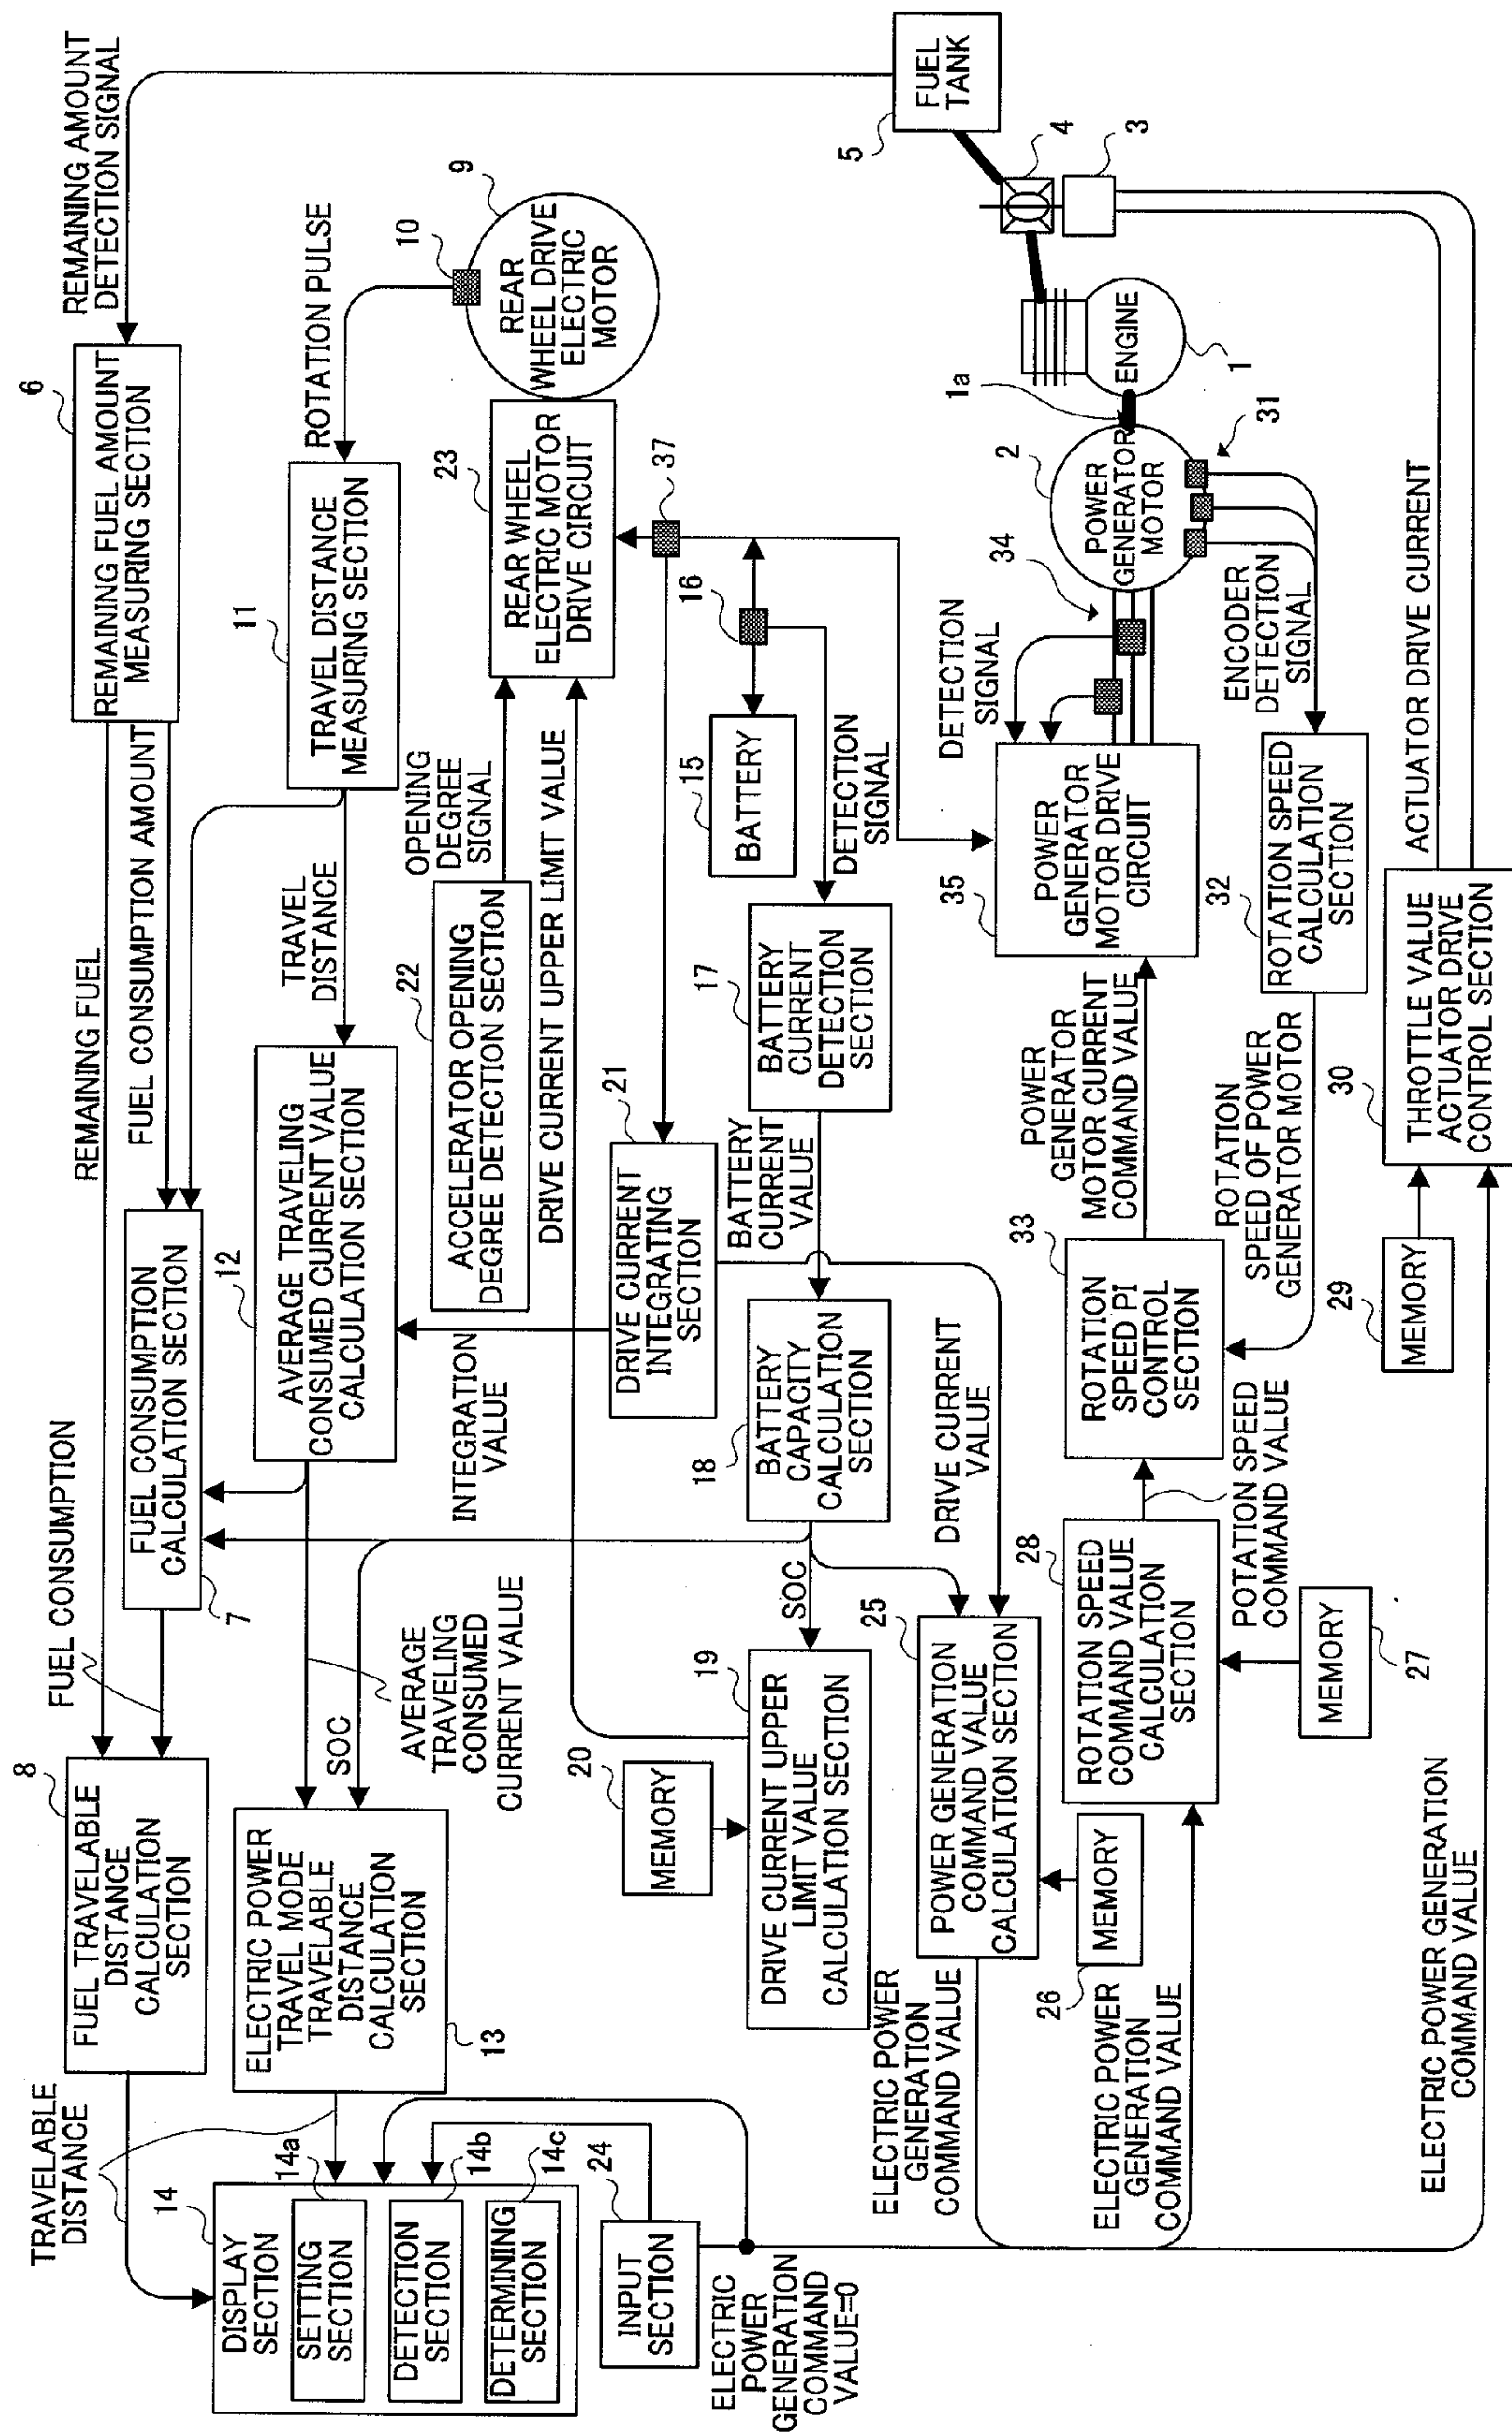 REMAINING AMOUNT
DETECTION SIGNAL
6
REMAINING FUEL AMOUNT
MEASURING SECTION
REMAINING FUEL
FUEL CONSUMPTION AMOUNT
FUEL CONSUMPTION
CALCULATION SECTION
7
FUEL CONSUMPTION
8
FUEL TRAVELABLE
DISTANCE
CALCULATION
SECTION
TRAVELABLE
DISTANCE
FUEL
TANK
5
4
3
9
10
REAR
WHEEL DRIVE
ELECTRIC
MOTOR
ROTATION PULSE
11
TRAVEL DISTANCE
MEASURING SECTION
TRAVEL
DISTANCE
12
AVERAGE TRAVELING
CONSUMED CURRENT VALUE
CALCULATION SECTION
AVERAGE
TRAVELING
CONSUMED
CURRENT VALUE
SOC
ELECTRIC POWER
TRAVEL MODE
TRAVELABLE
DISTANCE
CALCULATION
SECTION
13
14
DISPLAY
SECTION
14a
SETTING
SECTION
14b
DETECTION
SECTION
14c
DETERMINING
SECTION
23
REAR WHEEL
ELECTRIC MOTOR
DRIVE CIRCUIT
37
OPENING
DEGREE
SIGNAL
22
ACCELERATOR OPENING
DEGREE DETECTION SECTION
DRIVE CURRENT UPPER LIMIT VALUE
INTEGRATION
VALUE
21
DRIVE CURRENT
INTEGRATING
SECTION
16
15
BATTERY
DETECTION
SIGNAL
17
BATTERY
CURRENT
DETECTION
SECTION
BATTERY
CURRENT
VALUE
18
BATTERY
CAPACITY
CALCULATION
SECTION
SOC
DRIVE CURRENT
VALUE
19
DRIVE CURRENT UPPER
LIMIT VALUE
CALCULATION SECTION
20
MEMORY
24
INPUT
SECTION
ELECTRIC
POWER
GENERATION
COMMAND
VALUE=0
25
POWER GENERATION
COMMAND VALUE
CALCULATION SECTION
26
MEMORY
ELECTRIC POWER
GENERATION
COMMAND VALUE
ELECTRIC POWER
GENERATION
COMMAND VALUE
ENGINE
1
1a
2
POWER
GENERATOR
MOTOR
31
34
DETECTION
SIGNAL
ENCODER
DETECTION
SIGNAL
35
POWER
GENERATOR
MOTOR DRIVE
CIRCUIT
POWER
GENERATOR
MOTOR CURRENT
COMMAND VALUE
32
ROTATION SPEED
CALCULATION
SECTION
ROTATION
SPEED OF POWER
GENERATOR MOTOR
33
ROTATION
SPEED PI
CONTROL
SECTION
POTATION SPEED
COMMAND VALUE
28
ROTATION SPEED
COMMAND VALUE
CALCULATION
SECTION
MEMORY
27
ACTUATOR DRIVE CURRENT
30
THROTTLE VALUE
ACTUATOR DRIVE
CONTROL SECTION
29
MEMORY
ELECTRIC POWER GENERATION
COMMAND VALUE